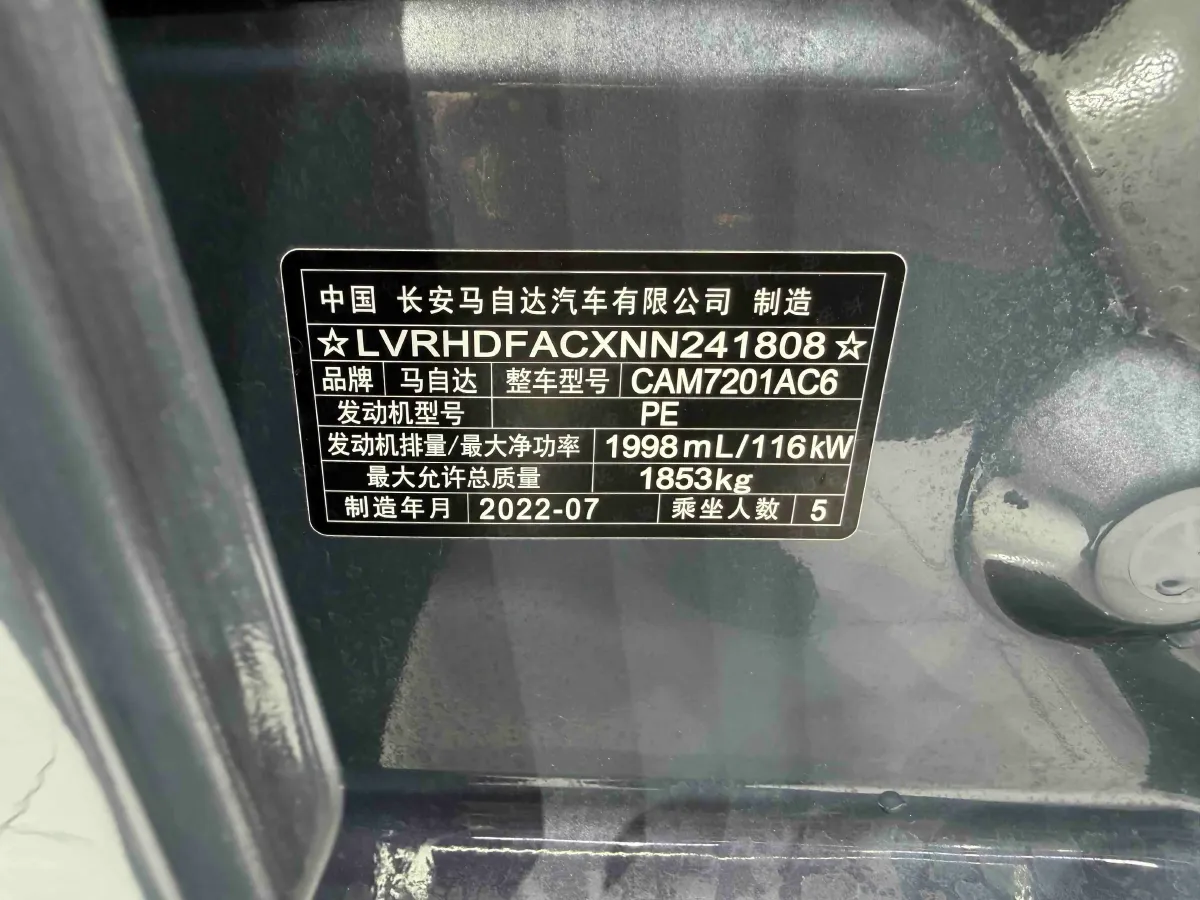 中国 长安马自达汽车有限公司 制造
☆LVRHDFACXNN241808☆
品牌 马自达 整车型号 CAM7201AC6
发动机型号 PE
发动机排量/最大净功率 1998mL/116kW
最大允许总质量 1853kg
制造年月 2022-07 乘坐人数 5